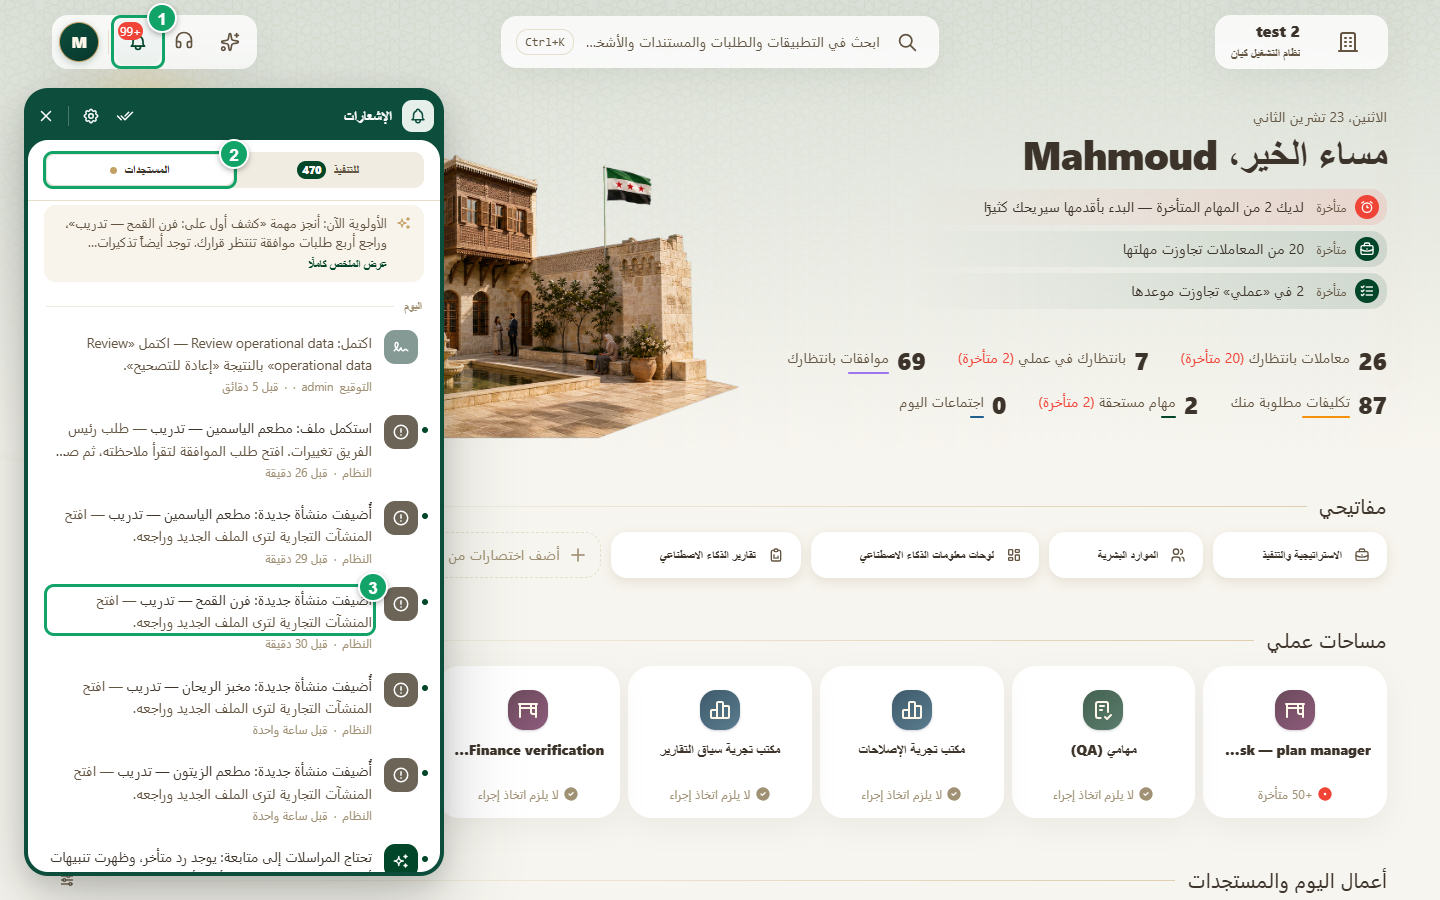 test 2
نظام التشغيل كيان
ابحث في التطبيقات والطلبات والمستندات والأشخ...
Ctrl+K
99+
M
1
الاثنين، 23 تشرين الثاني
مساء الخير، Mahmoud
متأخرة لديك 2 من المهام المتأخرة — البدء بأقدمها سيريحك كثيرًا
متأخرة 20 من المعاملات تجاوزت مهلتها
متأخرة 2 في «عملي» تجاوزت موعدها
26 معاملات بانتظارك (20 متأخرة)
7 بانتظارك في عملي (2 متأخرة)
69 موافقات بانتظارك
87 تكليفات مطلوبة منك
2 مهام مستحقة (2 متأخرة)
0 اجتماعات اليوم
مفاتيحي
الاستراتيجية والتنفيذ
الموارد البشرية
لوحات معلومات الذكاء الاصطناعي
تقارير الذكاء الاصطناعي
أضف اختصارات من
مساحات عملي
...sk — plan manager
+50 متأخرة
مهامي (QA)
لا يلزم اتخاذ إجراء
مكتب تجربة الإصلاحات
لا يلزم اتخاذ إجراء
مكتب تجربة سياق التقارير
لا يلزم اتخاذ إجراء
Finance verification...
لا يلزم اتخاذ إجراء
أعمال اليوم والمستجدات
الإشعارات
للتنفيذ 470
المستجدات
2
الأولوية الآن: أنجز مهمة «كشف أول على: فرن القمح — تدريب»،
وراجع أربع طلبات موافقة تنتظر قرارك. توجد أيضاً تذكيرات...
عرض الملخص كاملًا
اليوم
اكتمل: Review operational data — اكتمل «Review
operational data» بالنتيجة «إعادة للتصحيح».
التوقيع admin · · قبل 5 دقائق
استكمل ملف: مطعم الياسمين — تدريب — طلب رئيس
الفريق تغييرات. افتح طلب الموافقة لتقرأ ملاحظته، ثم صـ...
النظام · قبل 26 دقيقة
أُضيفت منشأة جديدة: مطعم الياسمين — تدريب — افتح
المنشآت التجارية لترى الملف الجديد وراجعه.
النظام · قبل 29 دقيقة
3
أُضيفت منشأة جديدة: فرن القمح — تدريب — افتح
المنشآت التجارية لترى الملف الجديد وراجعه.
النظام · قبل 30 دقيقة
أُضيفت منشأة جديدة: مخبز الريحان — تدريب — افتح
المنشآت التجارية لترى الملف الجديد وراجعه.
النظام · قبل ساعة واحدة
أُضيفت منشأة جديدة: مطعم الزيتون — تدريب — افتح
المنشآت التجارية لترى الملف الجديد وراجعه.
النظام · قبل ساعة واحدة
تحتاج المراسلات إلى متابعة: يوجد رد متأخر، وظهرت تنبيهات